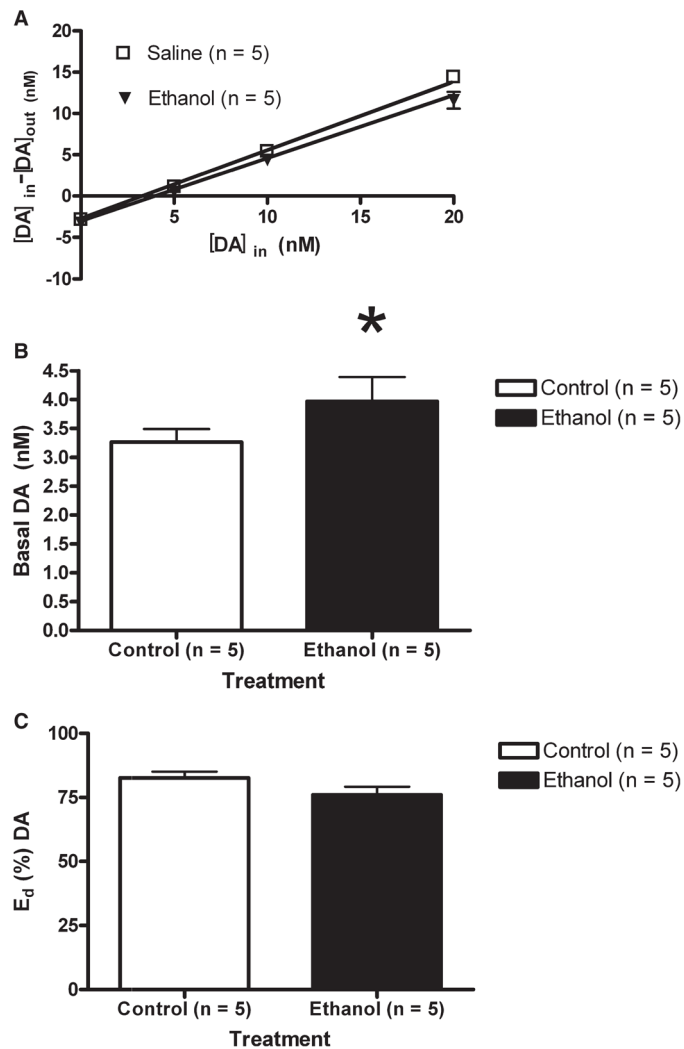 A
[DA] in-[DA]out (nM)
20
15
10
5
0
-5
-10
Saline (n = 5)
Ethanol (n = 5)
5
10
15
20
[DA] in (nM)
*
B
Basal DA (nM)
4.5
4.0
3.5
3.0
2.5
2.0
1.5
1.0
0.5
0.0
Control (n = 5)
Ethanol (n = 5)
Control (n = 5)
Ethanol (n = 5)
Treatment
C
Ed (%) DA
100
75
50
25
0
Control (n = 5)
Ethanol (n = 5)
Control (n = 5)
Ethanol (n = 5)
Treatment